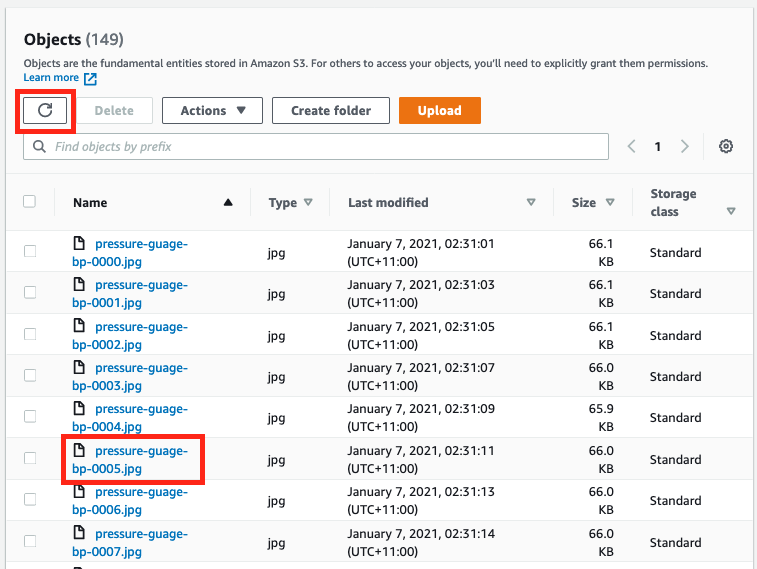 Objects (149)
Objects are the fundamental entities stored in Amazon S3. For others to access your objects, you'll need to explicitly grant them permissions.
Learn more
Delete Actions Create folder Upload
Find objects by prefix 1
Name Type Last modified Size Storage class
pressure-guage-bp-0000.jpg jpg January 7, 2021, 02:31:01 (UTC+11:00) 66.1 KB Standard
pressure-guage-bp-0001.jpg jpg January 7, 2021, 02:31:03 (UTC+11:00) 66.1 KB Standard
pressure-guage-bp-0002.jpg jpg January 7, 2021, 02:31:05 (UTC+11:00) 66.1 KB Standard
pressure-guage-bp-0003.jpg jpg January 7, 2021, 02:31:07 (UTC+11:00) 66.0 KB Standard
pressure-guage-bp-0004.jpg jpg January 7, 2021, 02:31:09 (UTC+11:00) 65.9 KB Standard
pressure-guage-bp-0005.jpg jpg January 7, 2021, 02:31:11 (UTC+11:00) 66.0 KB Standard
pressure-guage-bp-0006.jpg jpg January 7, 2021, 02:31:13 (UTC+11:00) 66.0 KB Standard
pressure-guage-bp-0007.jpg jpg January 7, 2021, 02:31:14 (UTC+11:00) 66.0 KB Standard